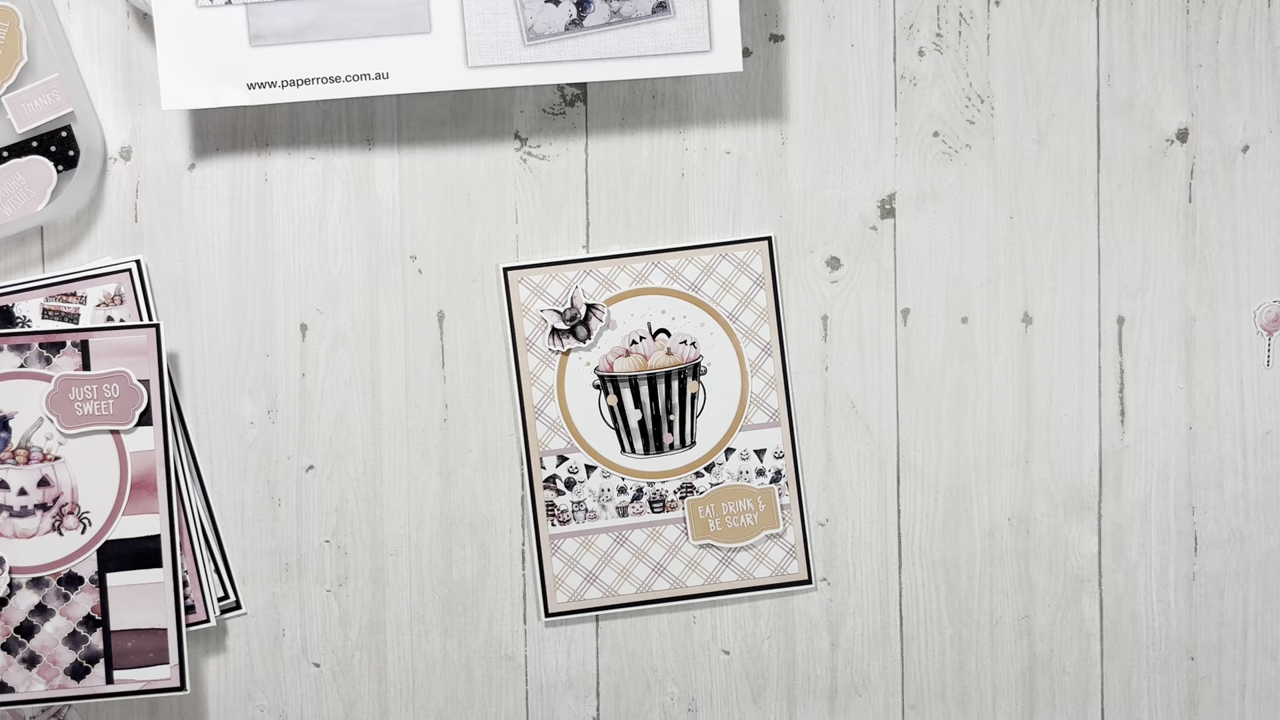 www.paperrose.com.au
THANKS
JUST SO
SWEET
EAT, DRINK &
BE SCARY